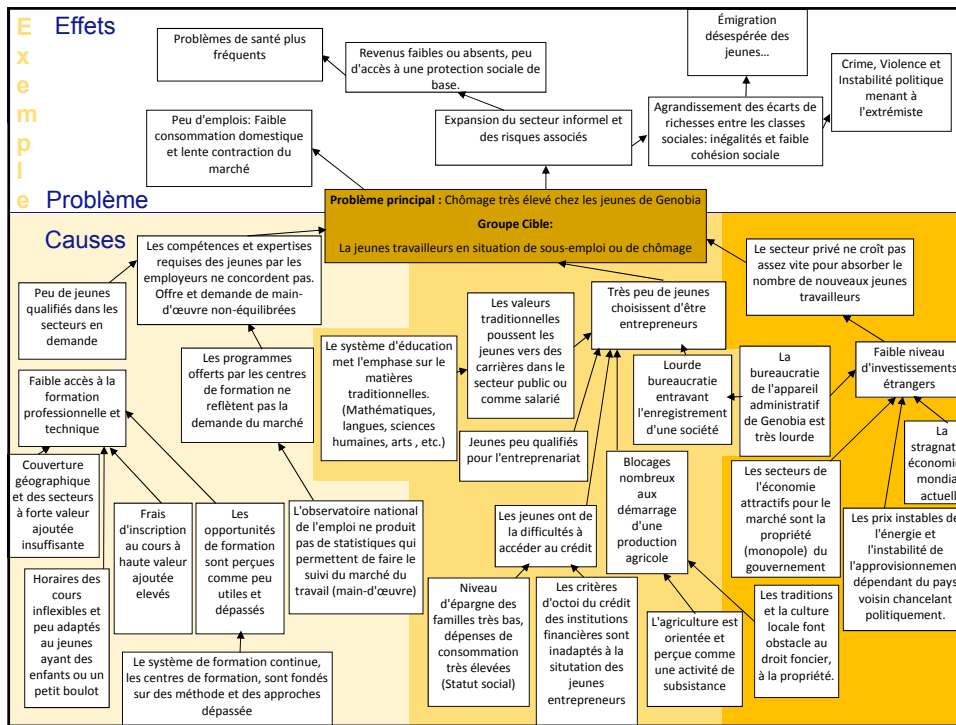 Exemple
Effets
Problèmes de santé plus
fréquents
Revenus faibles ou absents, peu
d'accès à une protection sociale de
base.
Émigration
désespérée des
jeunes…
Crime, Violence et
Instabilité politique
menant à
l'extrémiste
Peu d'emplois: Faible
consommation domestique
et lente contraction du
marché
Expansion du secteur informel et
et des risques associés
Agrandissement des écarts de
richesses entre les classes
sociales: inégalités et faible
cohésion sociale
Problème
Problème principal : Chômage très élevé chez les jeunes de Genobia
Groupe Cible:
La jeunes travailleurs en situation de sous-emploi ou de chômage
Causes
Les compétences et expertises
requises des jeunes par les
employeurs ne concordent pas.
Offre et demande de main-
d'œuvre non-équilibrées
Le secteur privé ne croît pas
assez vite pour absorber le
nombre de nouveaux jeunes
travailleurs
Peu de jeunes
qualifiés dans les
secteurs en
demande
Les valeurs
traditionnelles
poussent les
jeunes vers des
carrières dans le
secteur public ou
comme salarié
Très peu de jeunes
choisissent d'être
entrepreneurs
Le système d'éducation
met l'emphase sur le
matières
traditionnelles.
(Mathématiques,
langues, sciences
humaines, arts , etc.)
Les programmes
offerts par les centres
de formation ne
reflètent pas la
demande du marché
Lourde
bureaucratie
entravant
l'enregistrement
d'une société
La
bureaucratie
de l'appareil
administratif
de Genobia est
très lourde
Faible niveau
d'investissements
étrangers
Faible accès à la
formation
professionnelle et
technique
Jeunes peu qualifiés
pour l'entreprenariat
La
stragnat
économi
mondia
actuell
Couverture
géographique
et des secteurs
à forte valeur
ajoutée
insuffisante
Frais
d'inscription au
cours à haute
valeur ajoutée
elevés
Les
opportunités
de formation
sont perçues
comme peu
utiles et
dépassés
L'observatoire national
de l'emploi ne produit
pas de statistiques qui
permettent de faire le
suivi du marché du
travail (main-d'œuvre)
Les jeunes ont de
la difficultés à
accéder au crédit
Blocages
nombreux
aux
démarrage
d'une
production
agricole
Les secteurs de
l'économie
attractifs pour le
marché sont la
propriété
(monopole) du
gouvernement
Les prix instables de
l'énergie et
l'instabilité de
l'approvisionnement
dépendant du pays
voisin chancelant
politiquement.
Horaires des
cours
inflexibles et
peu adaptés
au jeunes
ayant des
enfants ou un
petit boulot
Le système de formation continue,
les centres de formation, sont fondés
sur des méthode et des approches
dépassée
Niveau
d'épargne des
familles très bas,
dépenses de
consommation
très élevées
(Statut social)
Les critères
d'octoi du crédit
des institutions
financières sont
inadaptés à la
situtation des
jeunes
entrepreneurs
L'agriculture est
orientée et
perçue comme
une activité de
subsistance
Les traditions
et la culture
locale font
obstacle au
droit foncier,
à la propriété.